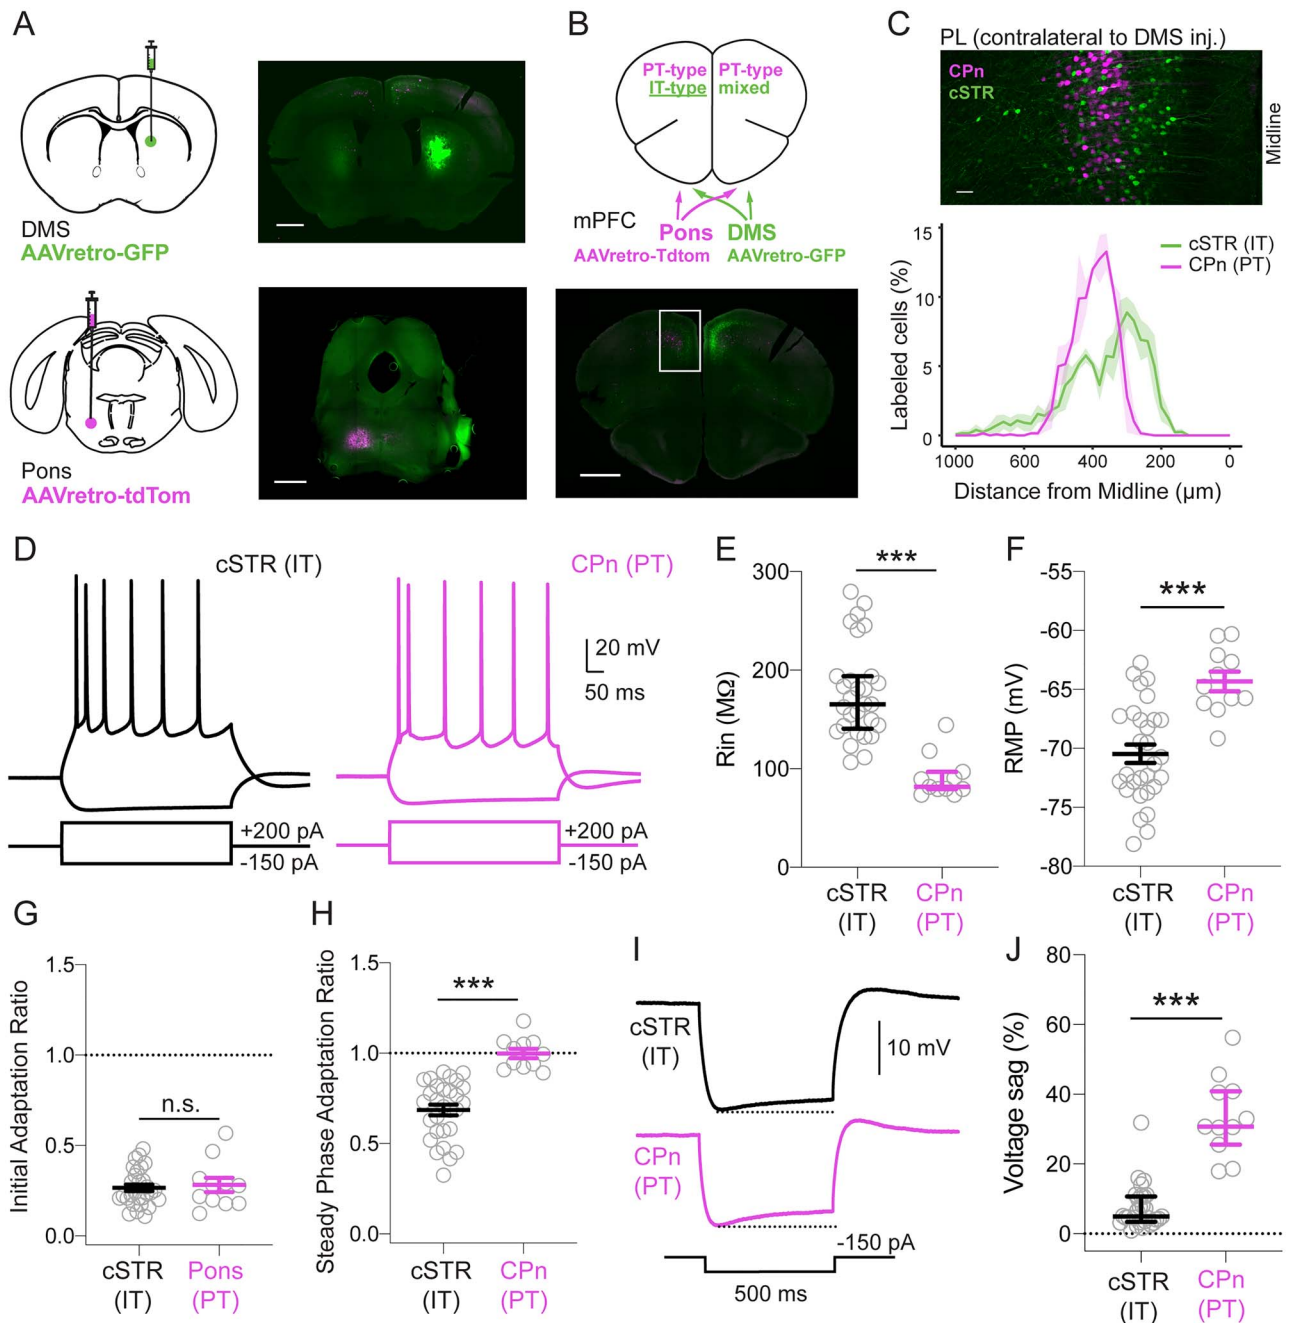 A
DMS
AAVretro-GFP
Pons
AAVretro-tdTom
B
PT-type PT-type
IT-type mixed
mPFC
Pons DMS
AAVretro-Tdtom AAVretro-GFP
C
PL (contralateral to DMS inj.)
CPn
cSTR
Midline
15
10
5
0
Labeled cells (%)
cSTR (IT)
CPn (PT)
1000 600 400 200 0
Distance from Midline (µm)
D
cSTR (IT)
CPn (PT)
20 mV
50 ms
+200 pA
-150 pA
+200 pA
-150 pA
E
***
300
200
100
0
Rin (MΩ)
cSTR CPn
(IT) (PT)
F
***
-55
-60
-65
-70
-75
-80
RMP (mV)
cSTR CPn
(IT) (PT)
G
1.5
1.0
0.5
0.0
Initial Adaptation Ratio
n.s.
cSTR Pons
(IT) (PT)
H
1.5
1.0
0.5
0.0
Steady Phase Adaptation Ratio
***
cSTR CPn
(IT) (PT)
I
cSTR
(IT)
10 mV
CPn
(PT)
-150 pA
500 ms
J
80
60
40
20
0
Voltage sag (%)
***
cSTR CPn
(IT) (PT)